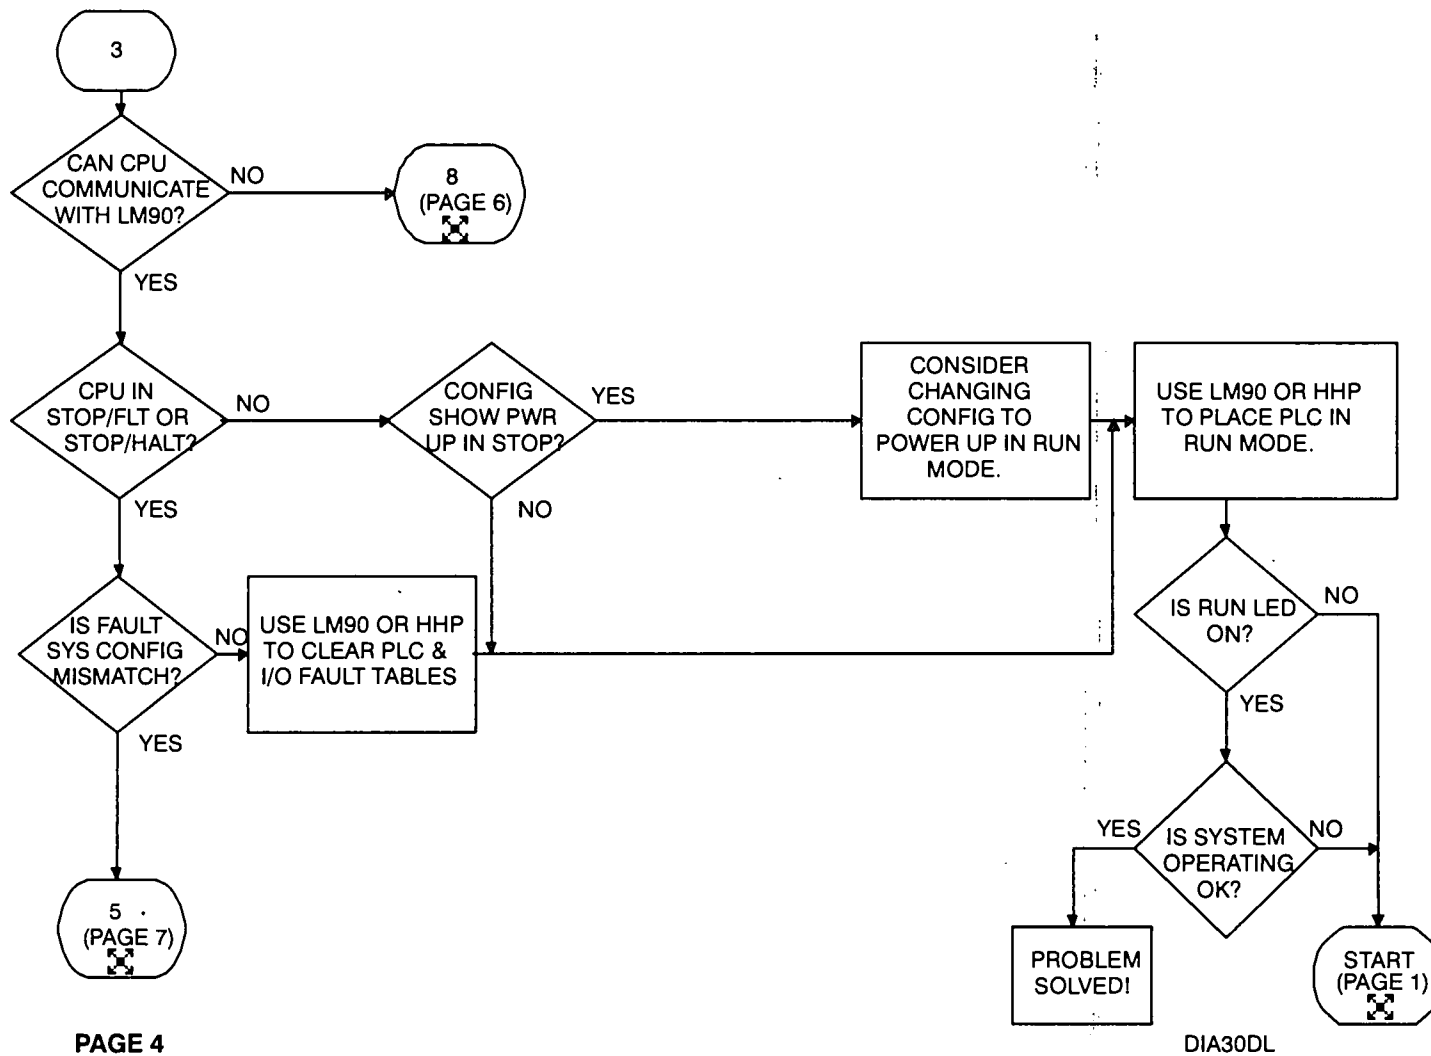 3
CAN CPU
COMMUNICATE
WITH LM90?
NO
8
(PAGE 6)
YES
CPU IN
STOP/FLT OR
STOP/HALT?
NO
CONFIG
SHOW PWR
UP IN STOP?
YES
CONSIDER
CHANGING
CONFIG TO
POWER UP IN RUN
MODE.
USE LM90 OR HHP
TO PLACE PLC IN
RUN MODE.
YES
NO
IS FAULT
SYS CONFIG
MISMATCH?
NO
USE LM90 OR HHP
TO CLEAR PLC &
I/O FAULT TABLES
IS RUN LED
ON?
NO
YES
YES
IS SYSTEM
OPERATING
OK?
YES
NO
5
(PAGE 7)
PROBLEM
SOLVED!
START
(PAGE 1)
PAGE 4
DIA30DL